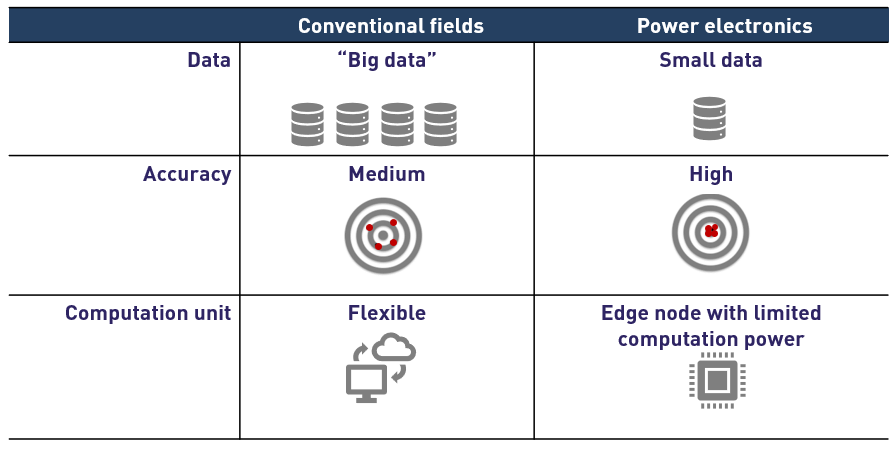 Conventional fields
Power electronics
Data
“Big data”
Small data
Accuracy
Medium
High
Computation unit
Flexible
Edge node with limited
computation power